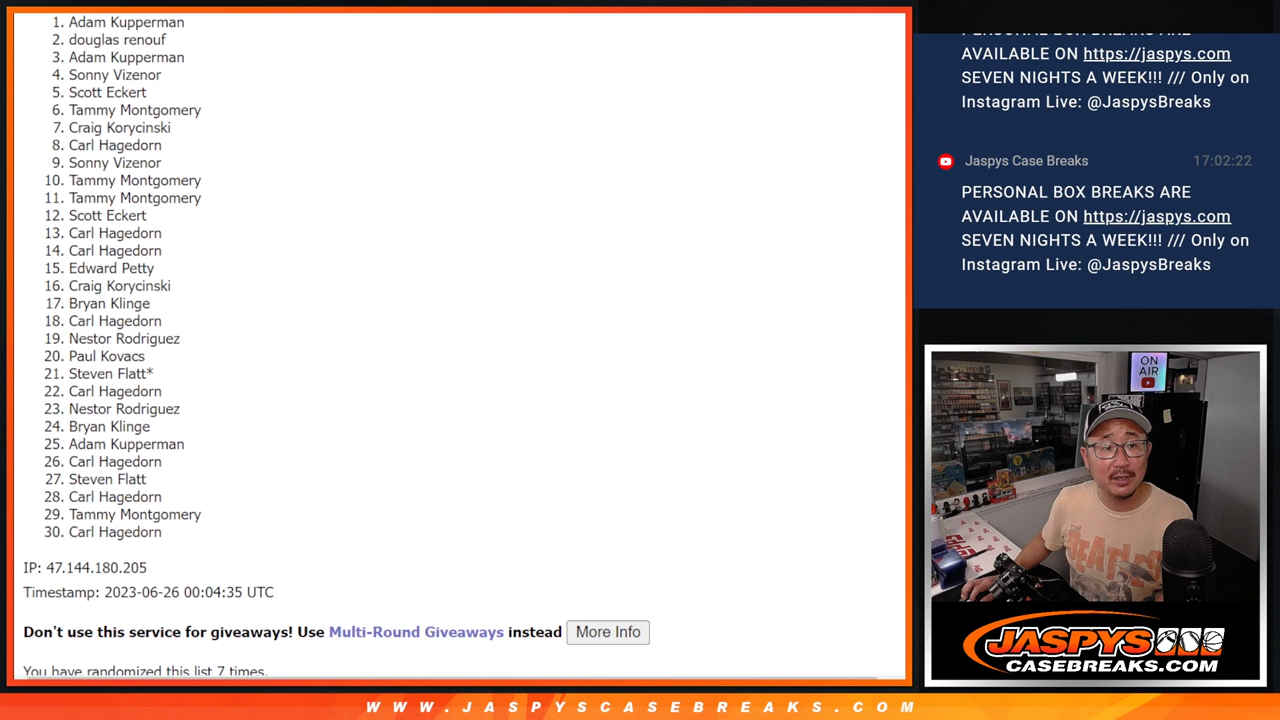 1. Adam Kupperman
2. douglas renouf
3. Adam Kupperman
4. Sonny Vizenor
5. Scott Eckert
6. Tammy Montgomery
7. Craig Korycinski
8. Carl Hagedorn
9. Sonny Vizenor
10. Tammy Montgomery
11. Tammy Montgomery
12. Scott Eckert
13. Carl Hagedorn
14. Carl Hagedorn
15. Edward Petty
16. Craig Korycinski
17. Bryan Klinge
18. Carl Hagedorn
19. Nestor Rodriguez
20. Paul Kovacs
21. Steven Flatt*
22. Carl Hagedorn
23. Nestor Rodriguez
24. Bryan Klinge
25. Adam Kupperman
26. Carl Hagedorn
27. Steven Flatt
28. Carl Hagedorn
29. Tammy Montgomery
30. Carl Hagedorn
IP: 47.144.180.205
Timestamp: 2023-06-26 00:04:35 UTC
Don't use this service for giveaways! Use Multi-Round Giveaways instead More Info
You have randomized this list 7 times.
PERSONAL BOX BREAKS ARE
AVAILABLE ON https://jaspys.com
SEVEN NIGHTS A WEEK!!! /// Only on
Instagram Live: @JaspysBreaks
Jaspys Case Breaks 17:02:22
PERSONAL BOX BREAKS ARE
AVAILABLE ON https://jaspys.com
SEVEN NIGHTS A WEEK!!! /// Only on
Instagram Live: @JaspysBreaks
ON
AIR
BEATLES
JASPYS
CASEBREAKS.COM
WWW.JASPYSCASEBREAKS.COM